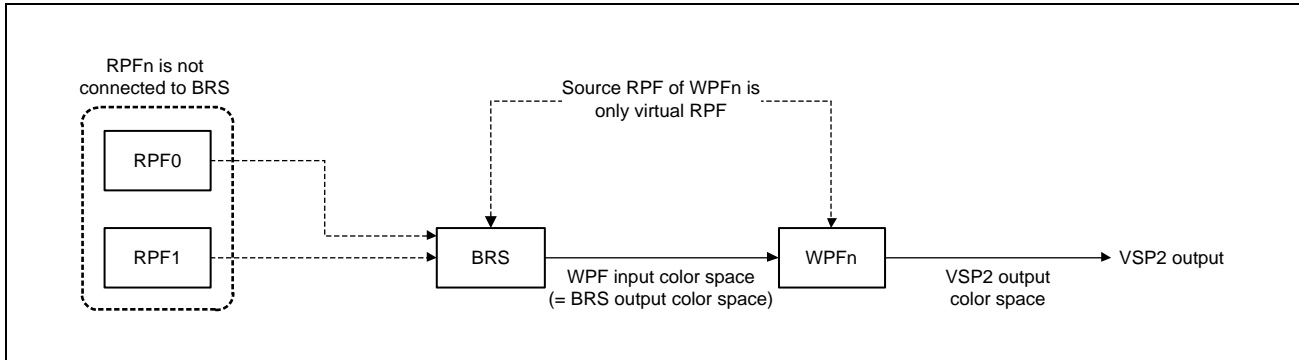 RPFn is not
connected to BRS
Source RPF of WPFn is
only virtual RPF
RPF0
RPF1
BRS
WPFn
VSP2 output
WPF input color space
(= BRS output color space)
VSP2 output
color space